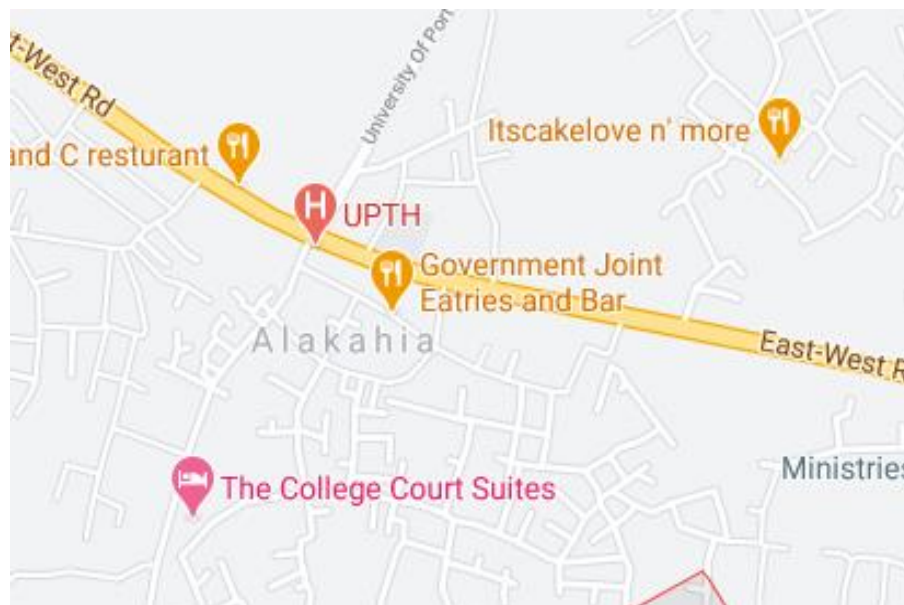 t-West Rd
University Of Port
Itscakelove n' more
and C resturant
H
UPTH
Government Joint
Eatries and Bar
Alakahia
East-West R
Ministries
The College Court Suites